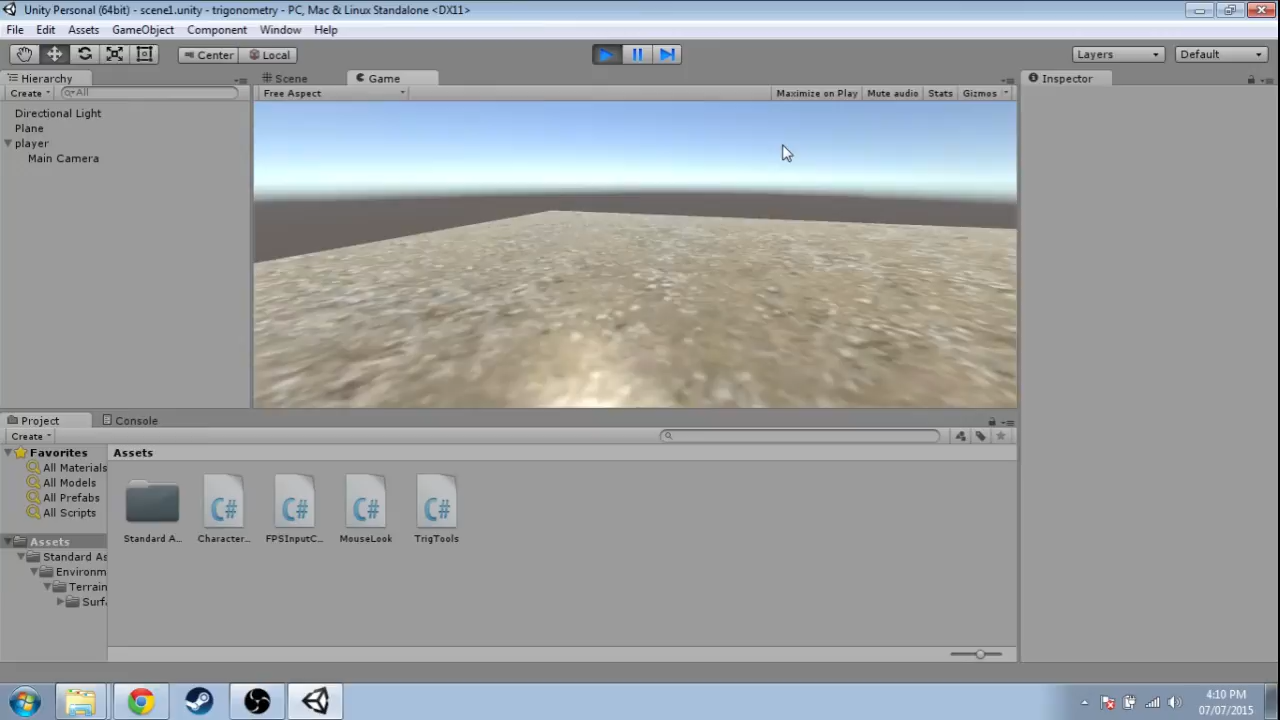 Unity Personal (64bit) - scene1.unity - trigonometry - PC, Mac & Linux Standalone <DX11>
File Edit Assets GameObject Component Window Help
Center Local Layers Default
Hierarchy Scene Game Inspector
Create All Free Aspect Maximize on Play Mute audio Stats Gizmos
Directional Light
Plane
player
Main Camera
Project Console
Create
Favorites Assets
All Materials
All Models
All Prefabs
All Scripts
C# C# C# C#
Standard A... Character... FPSInputC... MouseLook TrigTools
Assets
Standard As
Environm
Terrain
Surf
4:10 PM
07/07/2015